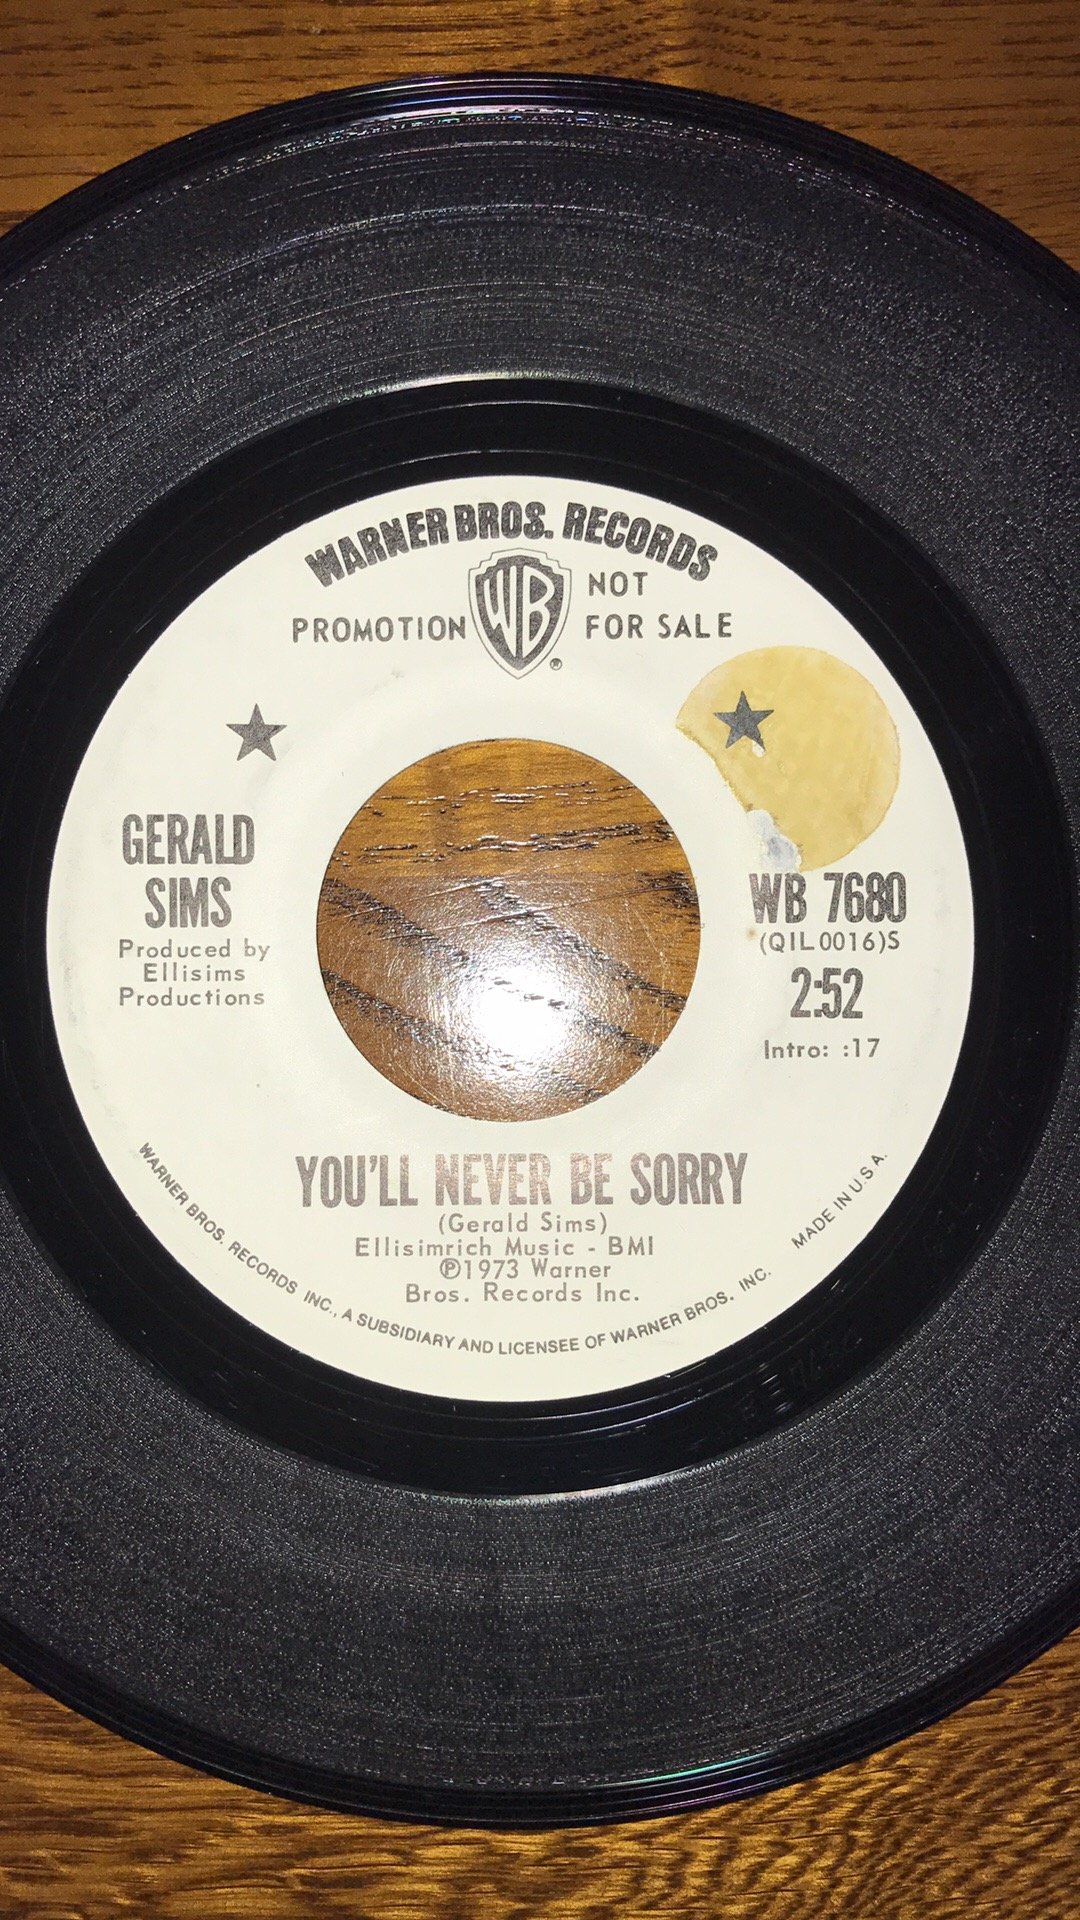 WARNER BROS. RECORDS
PROMOTION WB ® NOT
FOR SALE
GERALD
SIMS
Produced by
Ellisims
Productions
WB 7680
(QIL0016)S
2:52
Intro: :17
YOU'LL NEVER BE SORRY
(Gerald Sims)
Ellisimrich Music - BMI
℗1973 Warner
Bros. Records Inc.
WARNER BROS. RECORDS INC., A SUBSIDIARY AND LICENSEE OF WARNER BROS. INC.
MADE IN U.S.A.